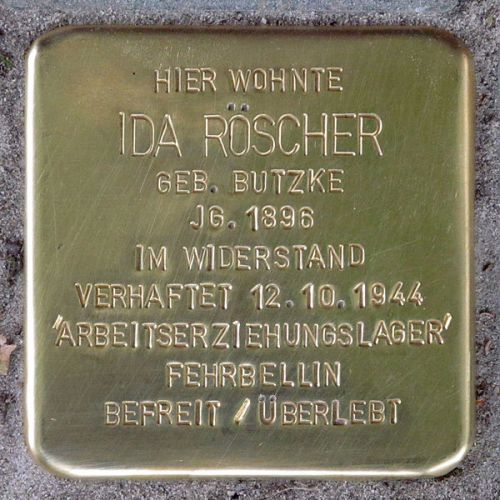 HIER WOHNTE
IDA RÖSCHER
GEB. BUTZKE
JG. 1896
IM WIDERSTAND
VERHAFTET 12.10.1944
'ARBEITSERZIEHUNGSLAGER'
FEHRBELLIN
BEFREIT / ÜBERLEBT